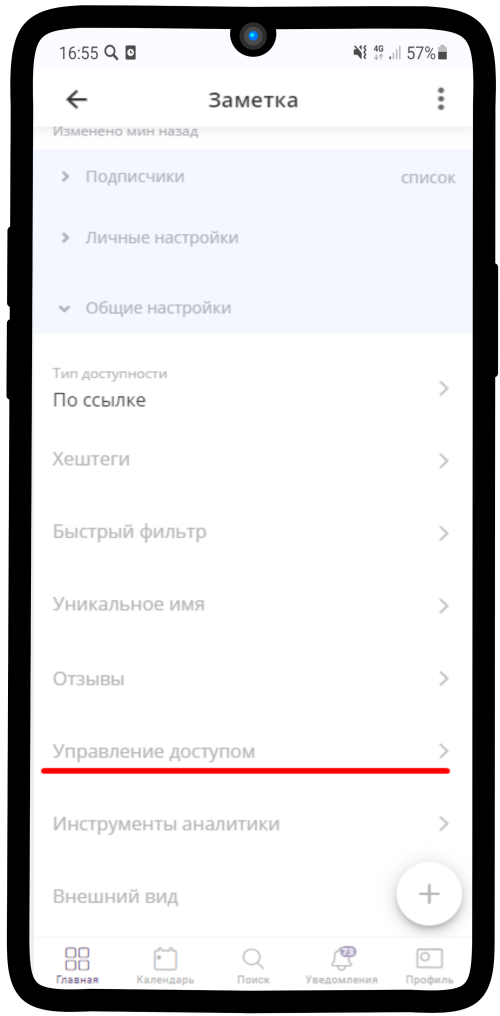 16:55 4G 57%
Заметка
Изменено мин назад
Подписчики список
Личные настройки
Общие настройки
Тип доступности
По ссылке
Хештеги
Быстрый фильтр
Уникальное имя
Отзывы
Управление доступом
Инструменты аналитики
Внешний вид
+
73
Главная Календарь Поиск Уведомления Профиль